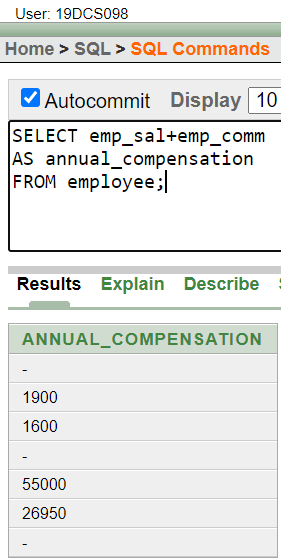 User: 19DCS098
Home > SQL > SQL Commands
Autocommit Display 10
SELECT emp_sal+emp_comm
AS annual_compensation
FROM employee;
Results Explain Describe
ANNUAL_COMPENSATION
-
1900
1600
-
55000
26950
-